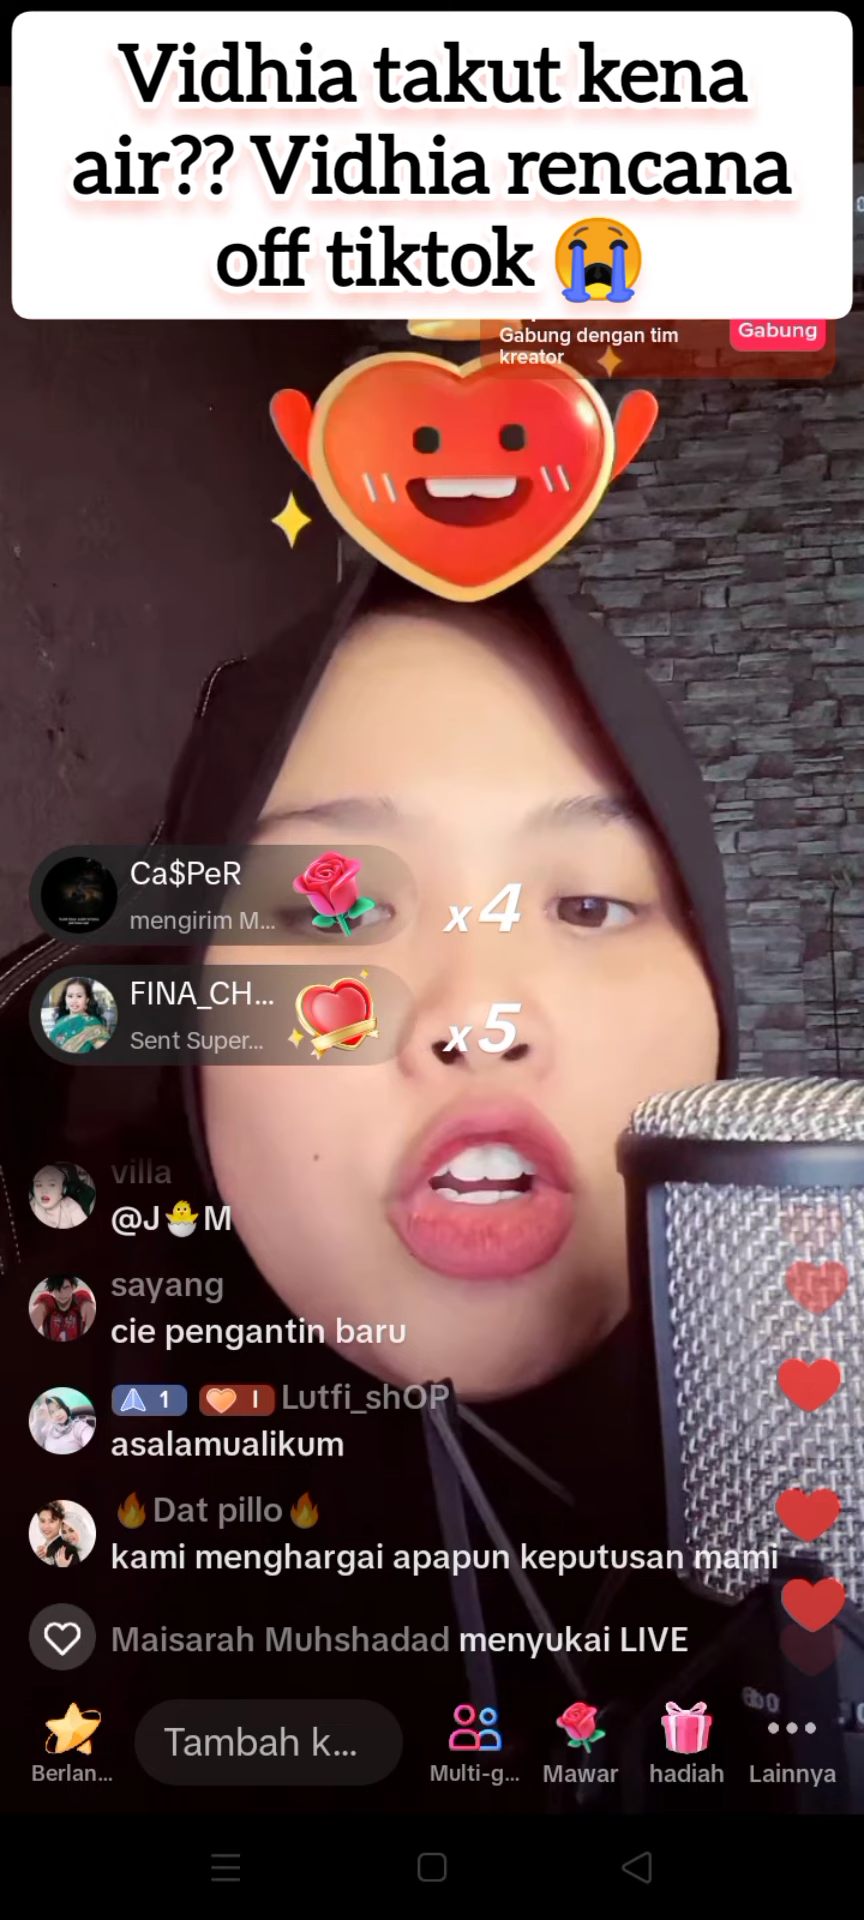 Vidhia takut kena
air?? Vidhia rencana
off tiktok 😭
Gabung dengan tim
kreator
Gabung
Ca$PeR
mengirim M...
x4
FINA_CH...
Sent Super...
x5
villa
@J🐣M
sayang
cie pengantin baru
1 I Lutfi_shOP
asalamualikum
🔥Dat pillo🔥
kami menghargai apapun keputusan mami
Maisarah Muhshadad menyukai LIVE
Tambah k...
Berlan...
Multi-g...
Mawar
hadiah
Lainnya